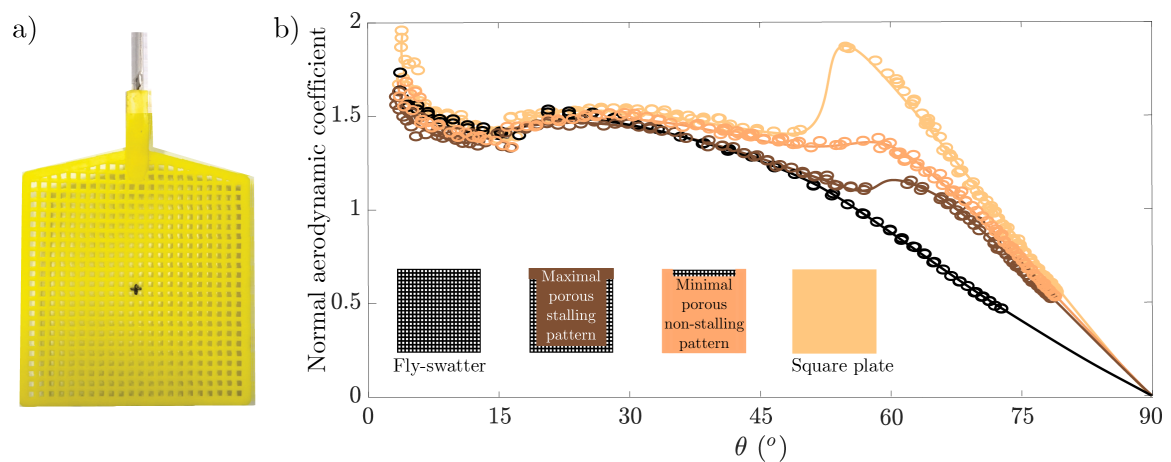 a)
b)
Normal aerodynamic coefficient
2
1.5
1
0.5
0
Maximal
porous
stalling
pattern
Minimal
porous
non-stalling
pattern
Fly-swatter
Square plate
0 15 30 45 60 75 90
θ (°)